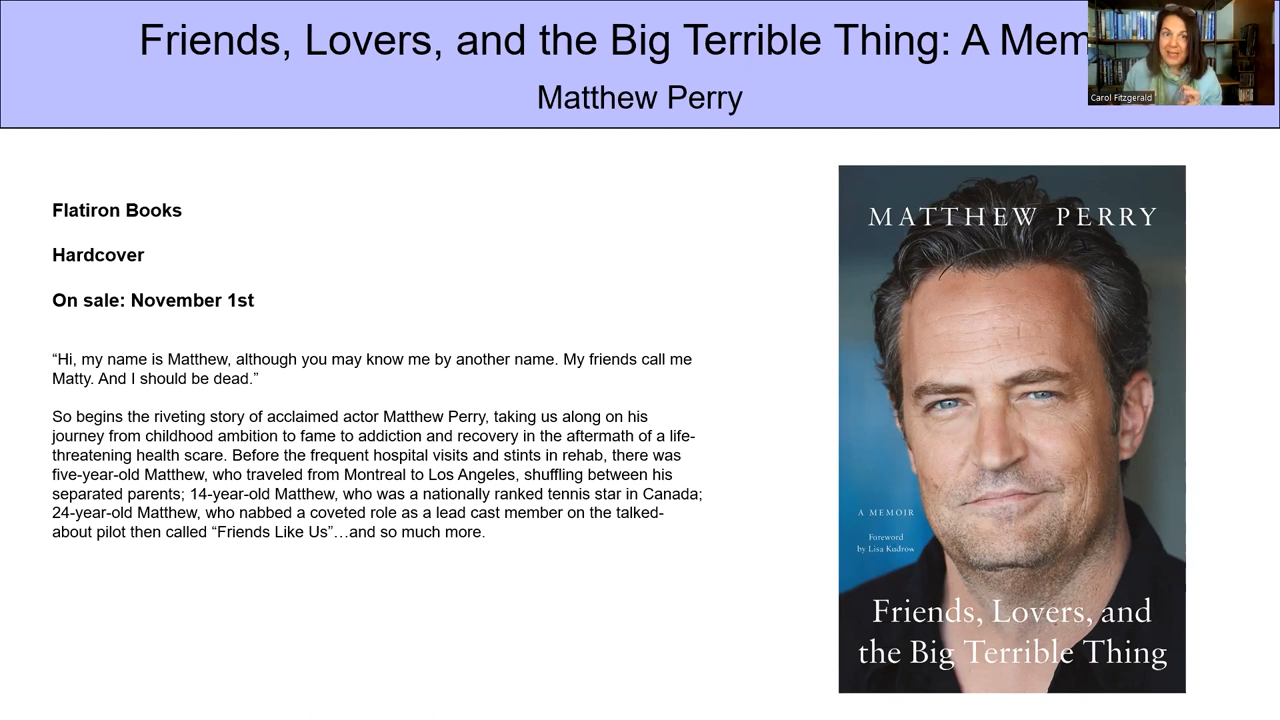 Friends, Lovers, and the Big Terrible Thing: A Mem
Matthew Perry
Carol Fitzgerald
Flatiron Books
Hardcover
On sale: November 1st
“Hi, my name is Matthew, although you may know me by another name. My friends call me
Matty. And I should be dead.”
So begins the riveting story of acclaimed actor Matthew Perry, taking us along on his
journey from childhood ambition to fame to addiction and recovery in the aftermath of a life-
threatening health scare. Before the frequent hospital visits and stints in rehab, there was
five-year-old Matthew, who traveled from Montreal to Los Angeles, shuffling between his
separated parents; 14-year-old Matthew, who was a nationally ranked tennis star in Canada;
24-year-old Matthew, who nabbed a coveted role as a lead cast member on the talked-
about pilot then called “Friends Like Us”…and so much more.
MATTHEW PERRY
A MEMOIR
Foreword
by Lisa Kudrow
Friends, Lovers, and
the Big Terrible Thing